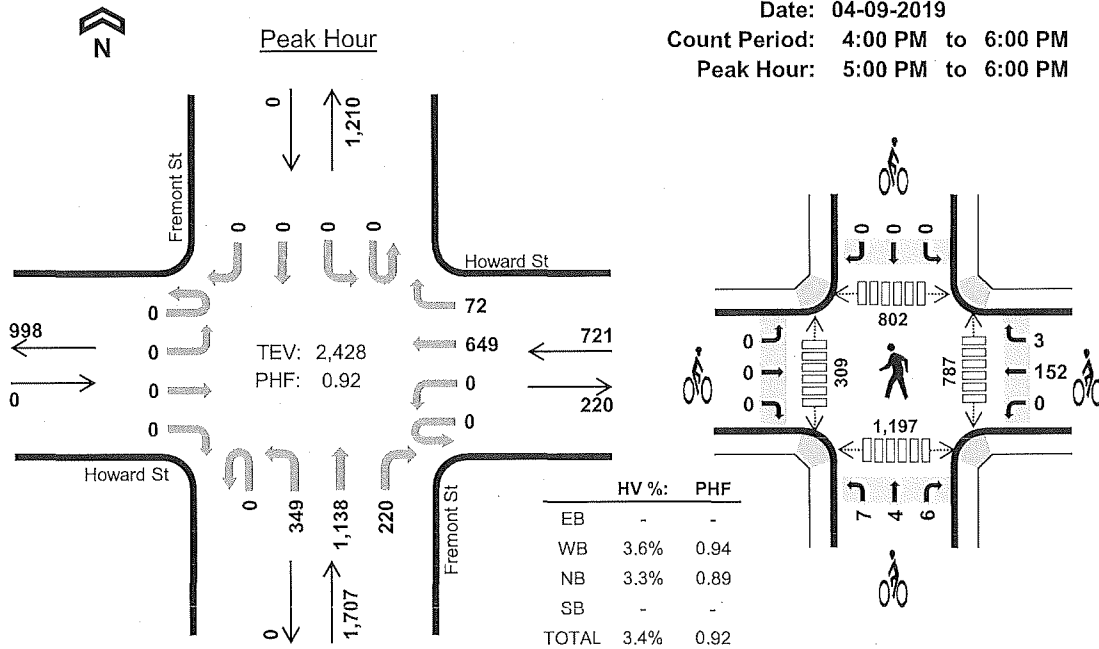 N
Peak Hour
Date: 04-09-2019
Count Period: 4:00 PM to 6:00 PM
Peak Hour: 5:00 PM to 6:00 PM
0
1,210
Fremont St
0 0 0 0
Howard St
998
0
0
0
0
0
TEV: 2,428
PHF: 0.92
72
649
0
0
721
220
Howard St
0
349
1,138
220
Fremont St
0
1,707
HV %: PHF
EB - -
WB 3.6% 0.94
NB 3.3% 0.89
SB - -
TOTAL 3.4% 0.92
0 0 0
802
0
0
0
309
787
3
152
0
1,197
7 4 6